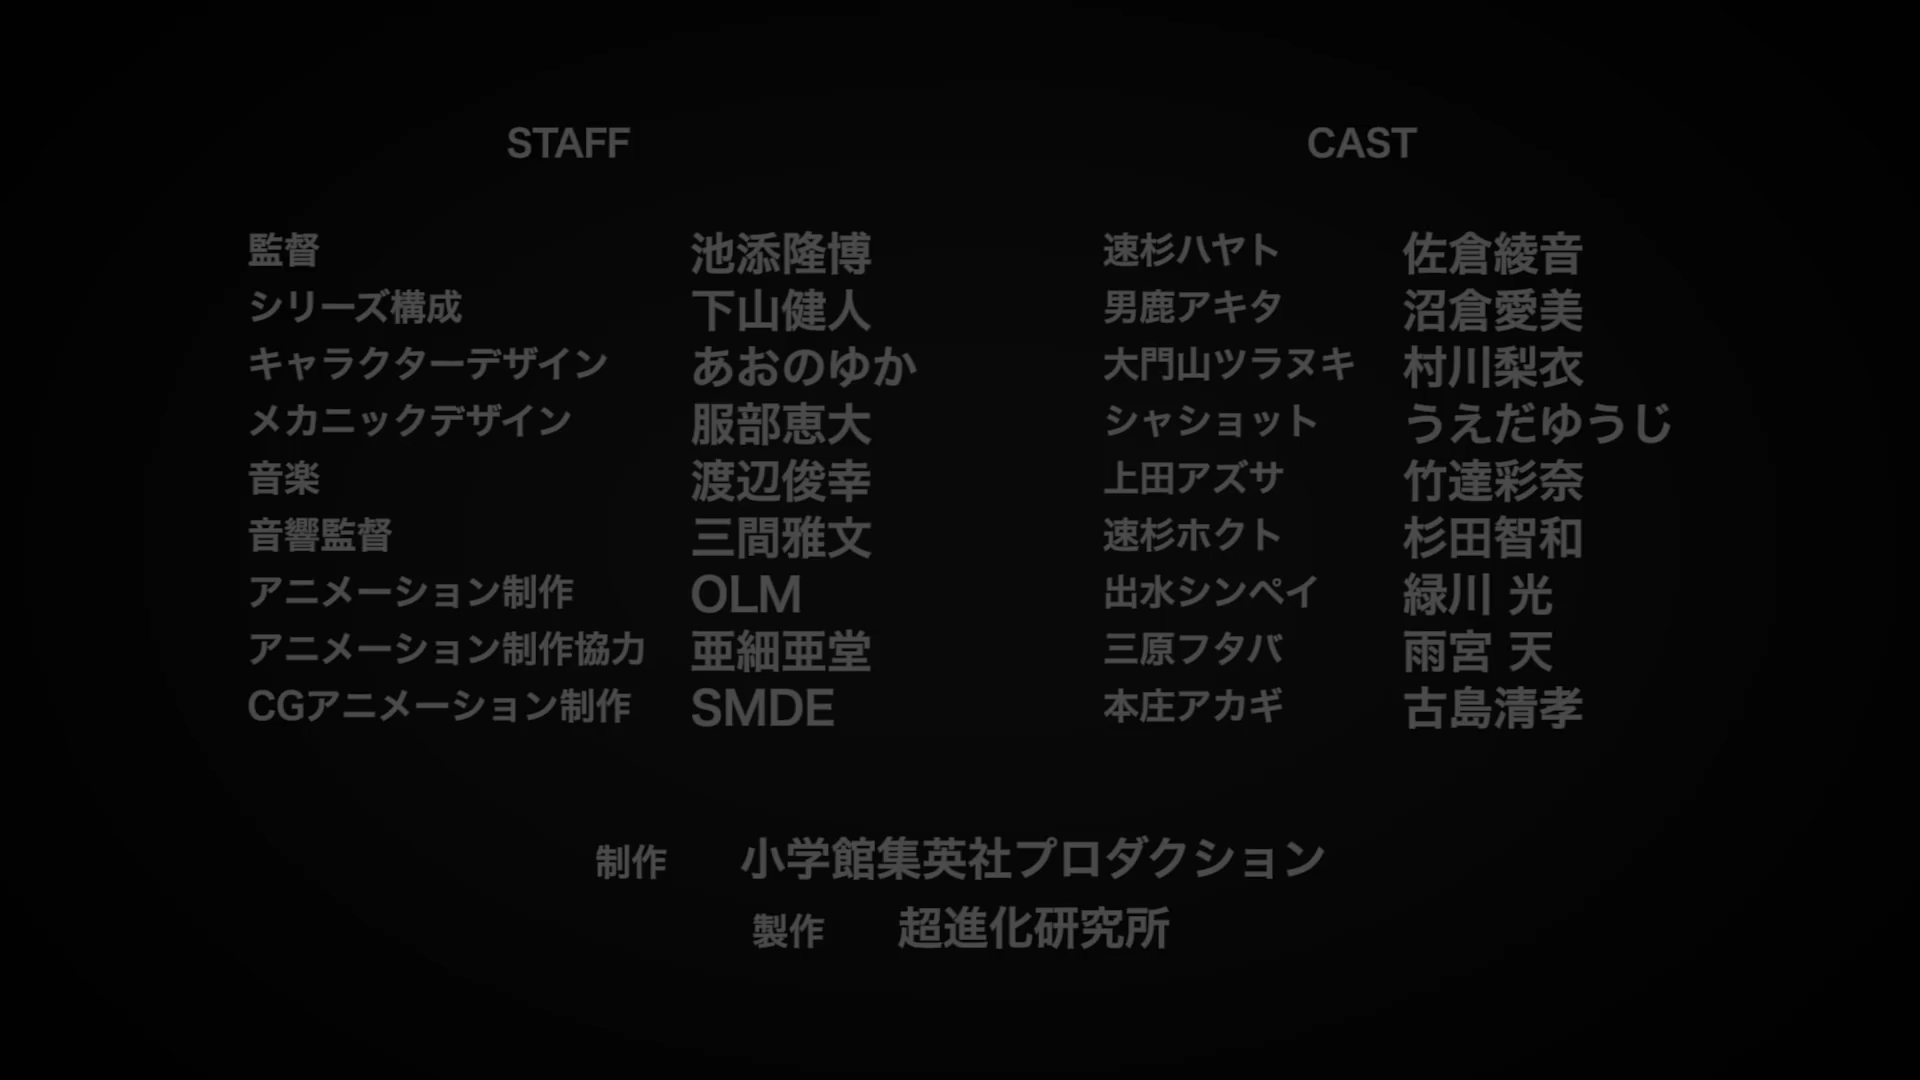 STAFF
監督 池添隆博
シリーズ構成 下山健人
キャラクターデザイン あおのゆか
メカニックデザイン 服部恵大
音楽 渡辺俊幸
音響監督 三間雅文
アニメーション制作 OLM
アニメーション制作協力 亜細亜堂
CGアニメーション制作 SMDE
CAST
速杉ハヤト 佐倉綾音
男鹿アキタ 沼倉愛美
大門山ツラヌキ 村川梨衣
シャショット うえだゆうじ
上田アズサ 竹達彩奈
速杉ホクト 杉田智和
出水シンペイ 緑川 光
三原フタバ 雨宮 天
本庄アカギ 古島清孝
制作 小学館集英社プロダクション
製作 超進化研究所